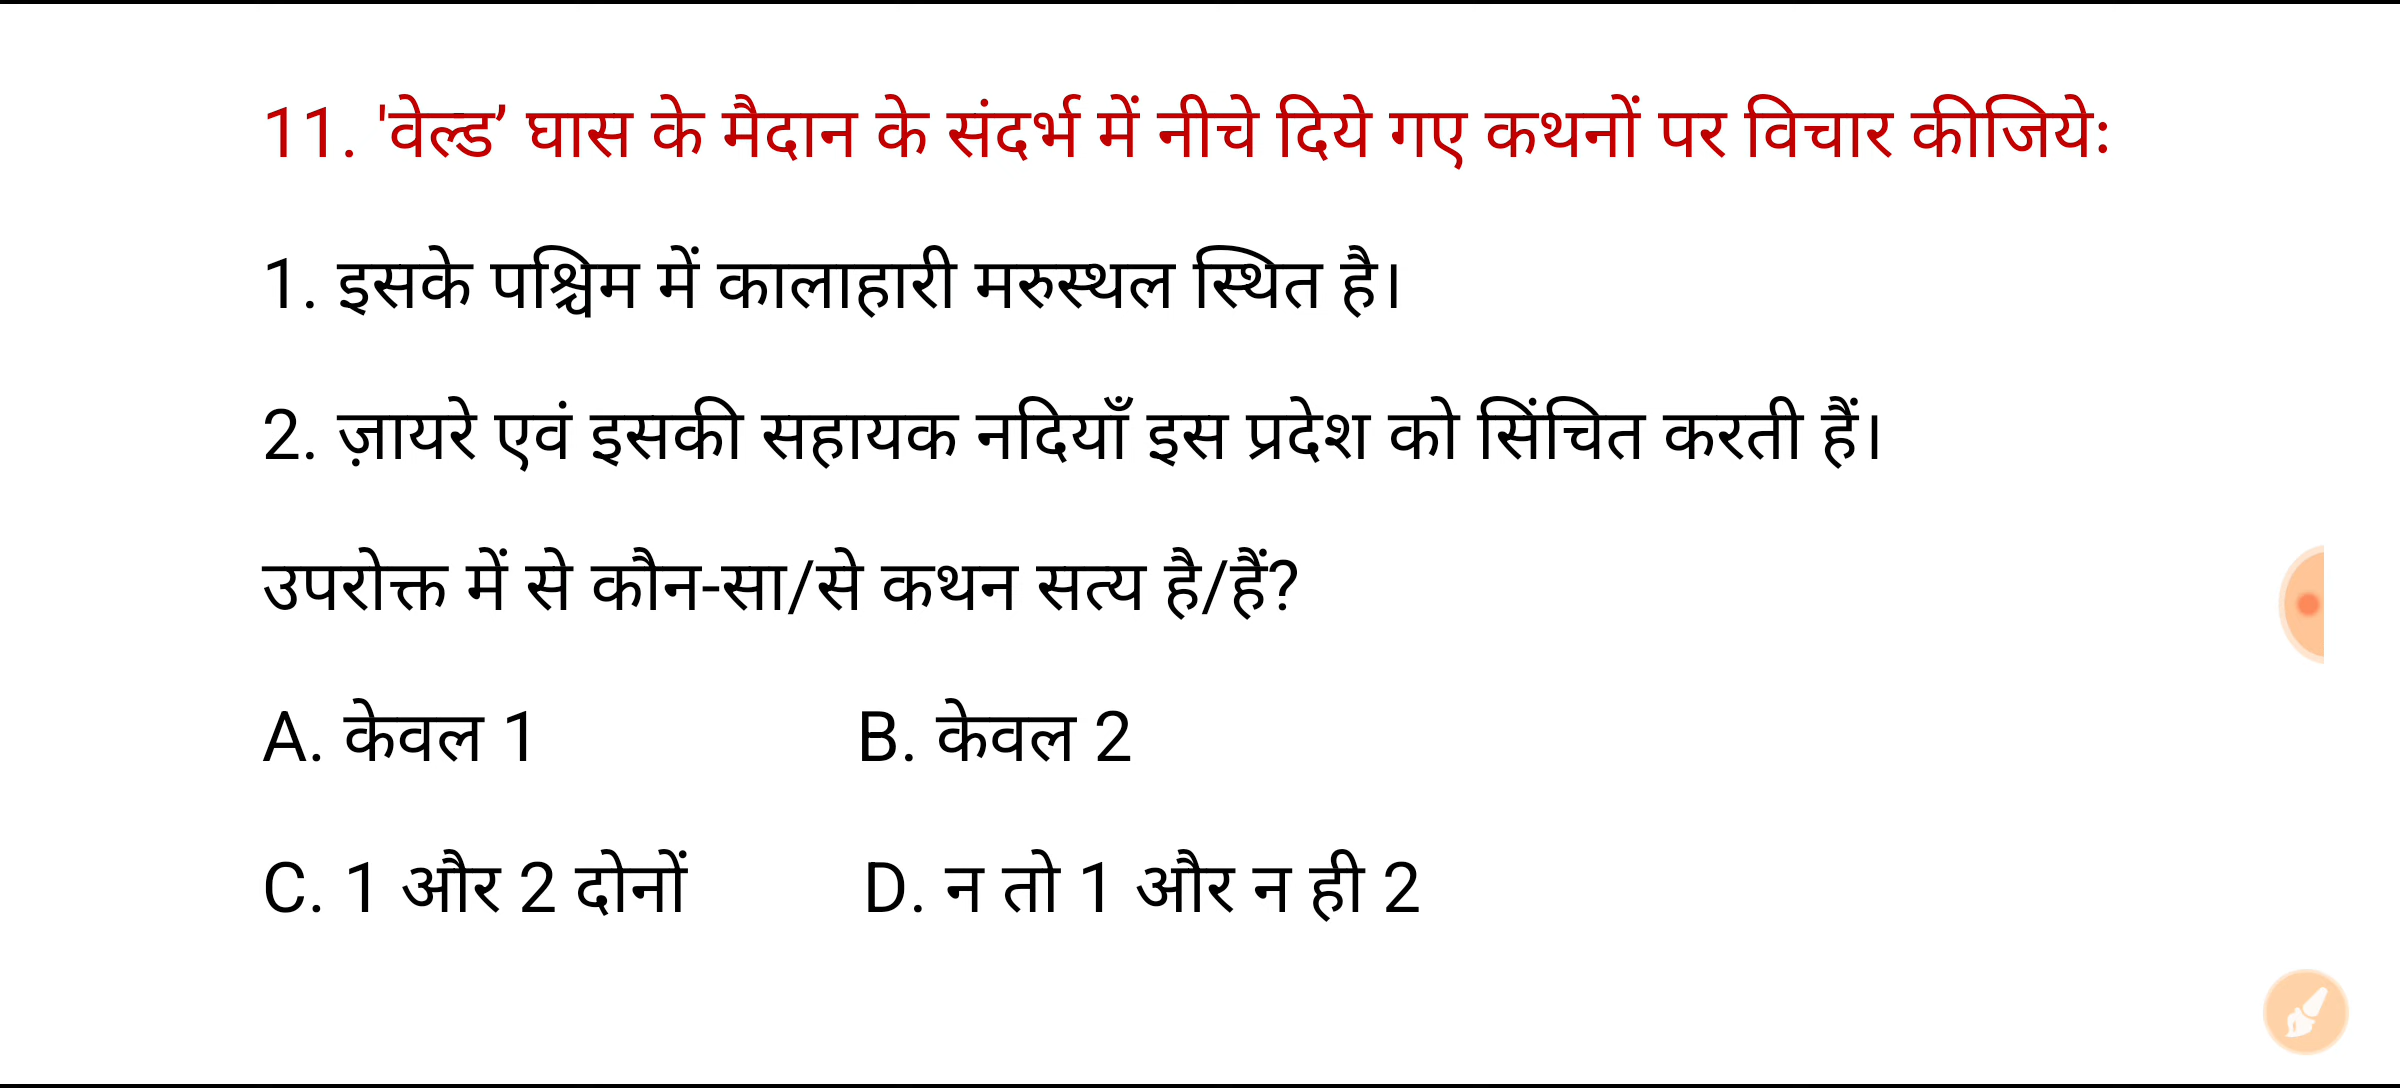 11. 'वेल्ड’ घास के मैदान के संदर्भ में नीचे दिये गए कथनों पर विचार कीजियेः
1. इसके पश्चिम में कालाहारी मरुस्थल स्थित है।
2. ज़ायरे एवं इसकी सहायक नदियाँ इस प्रदेश को सिंचित करती हैं।
उपरोक्त में से कौन-सा/से कथन सत्य है/हैं?
A. केवल 1 B. केवल 2
C. 1 और 2 दोनों D. न तो 1 और न ही 2